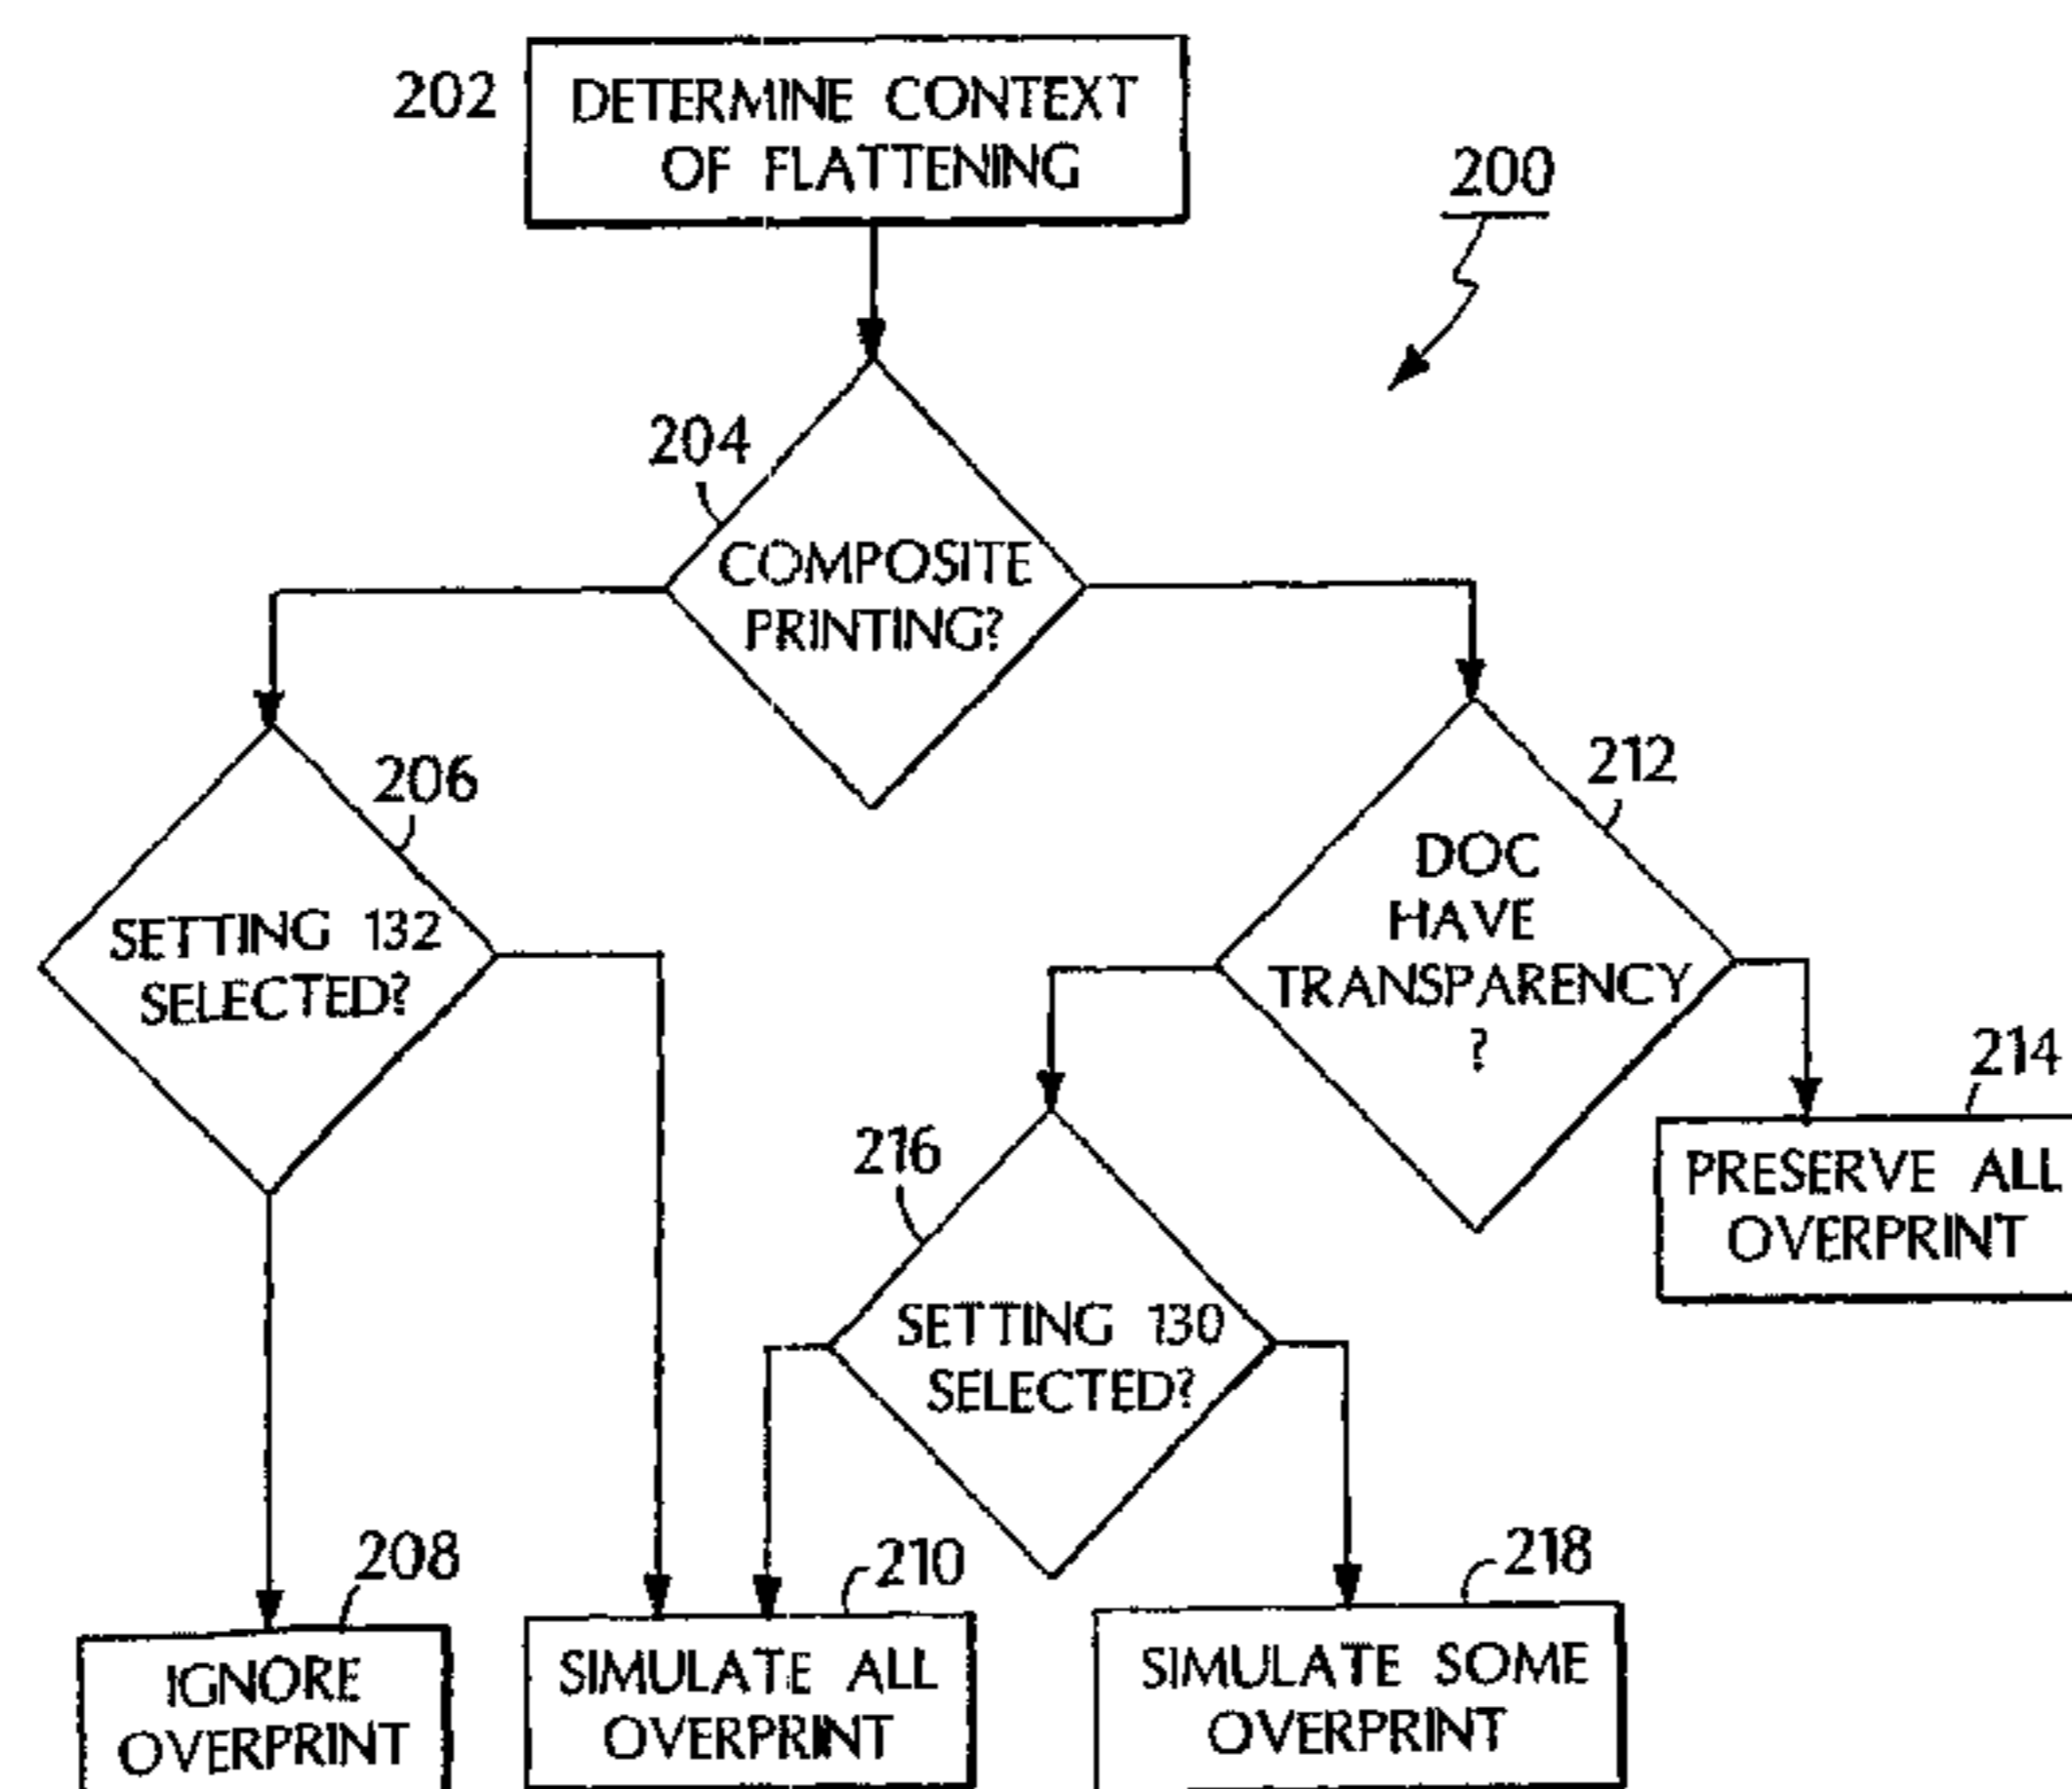 202
DETERMINE CONTEXT
OF FLATTENING
200
204
COMPOSITE
PRINTING?
206
SETTING 132
SELECTED?
212
DOC
HAVE
TRANSPARENCY
?
214
PRESERVE ALL
OVERPRINT
216
SETTING 130
SELECTED?
208
IGNORE
OVERPRINT
210
SIMULATE ALL
OVERPRINT
218
SIMULATE SOME
OVERPRINT